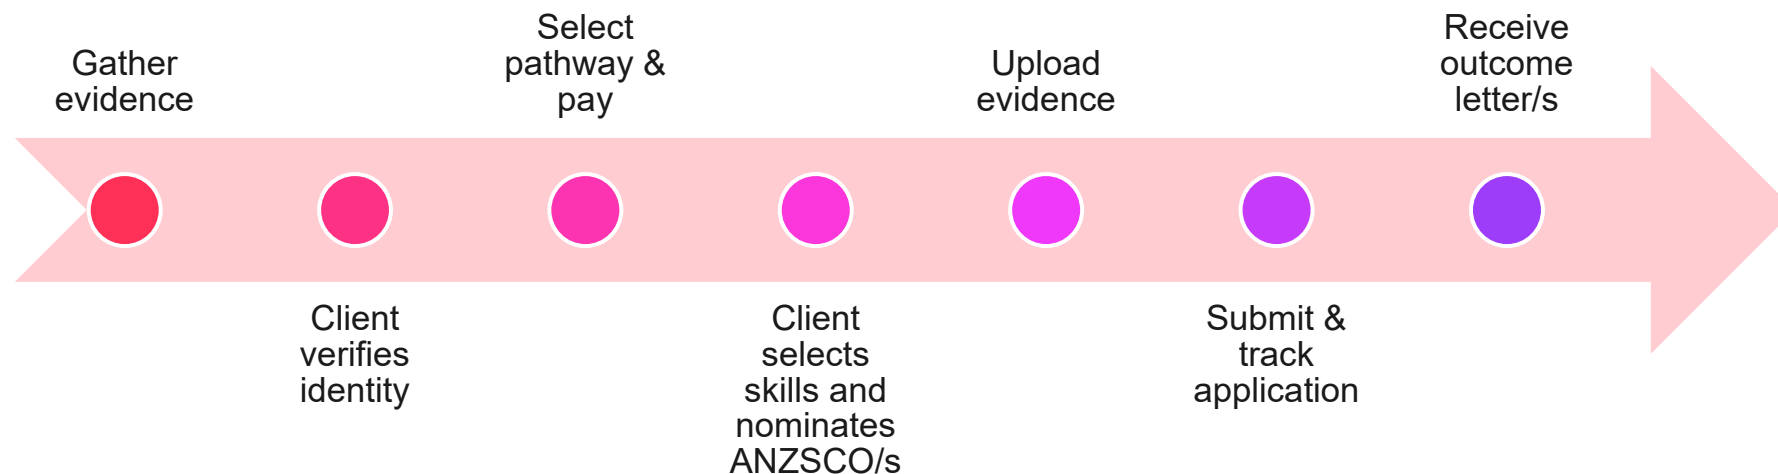 Gather
evidence
Client
verifies
identity
Select
pathway &
pay
Client
selects
skills and
nominates
ANZSCO/s
Upload
evidence
Submit &
track
application
Receive
outcome
letter/s